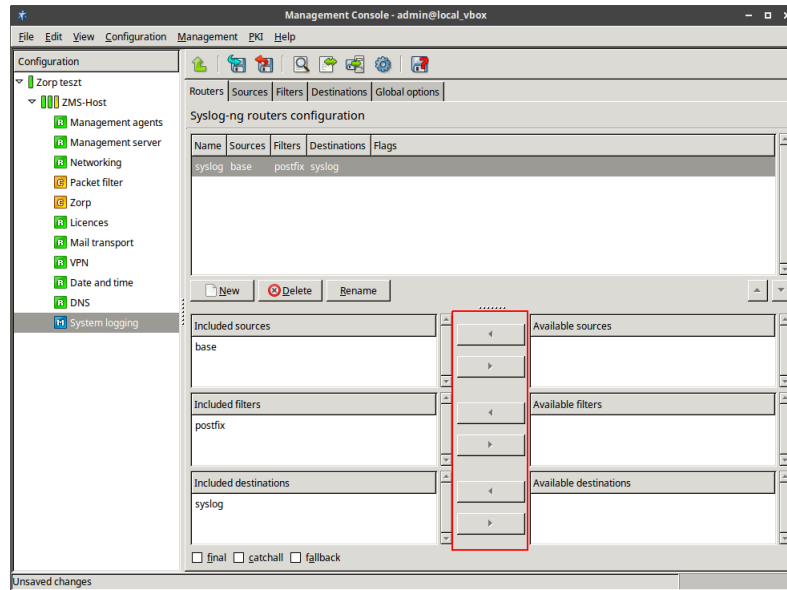 Management Console - admin@local_vbox
File Edit View Configuration Management PKI Help
Configuration
Zorp teszt
ZMS-Host
R Management agents
R Management server
R Networking
C Packet filter
C Zorp
R Licences
R Mail transport
R VPN
R Date and time
R DNS
M System logging
Routers Sources Filters Destinations Global options
Syslog-ng routers configuration
Name Sources Filters Destinations Flags
syslog base postfix syslog
New Delete Rename
Included sources Available sources
base
Included filters Available filters
postfix
Included destinations Available destinations
syslog
final catchall fallback
Unsaved changes